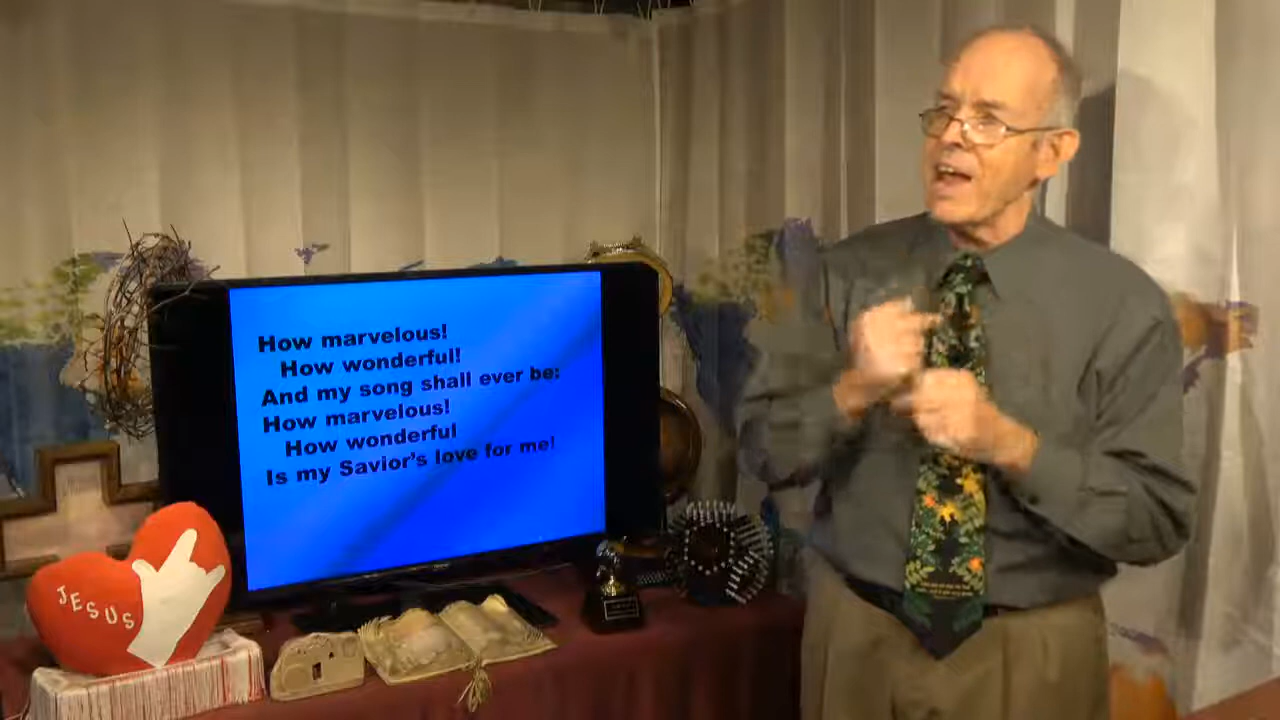 How marvelous!
How wonderful!
And my song shall ever be:
How marvelous!
How wonderful
Is my Savior's love for me!
JESUS